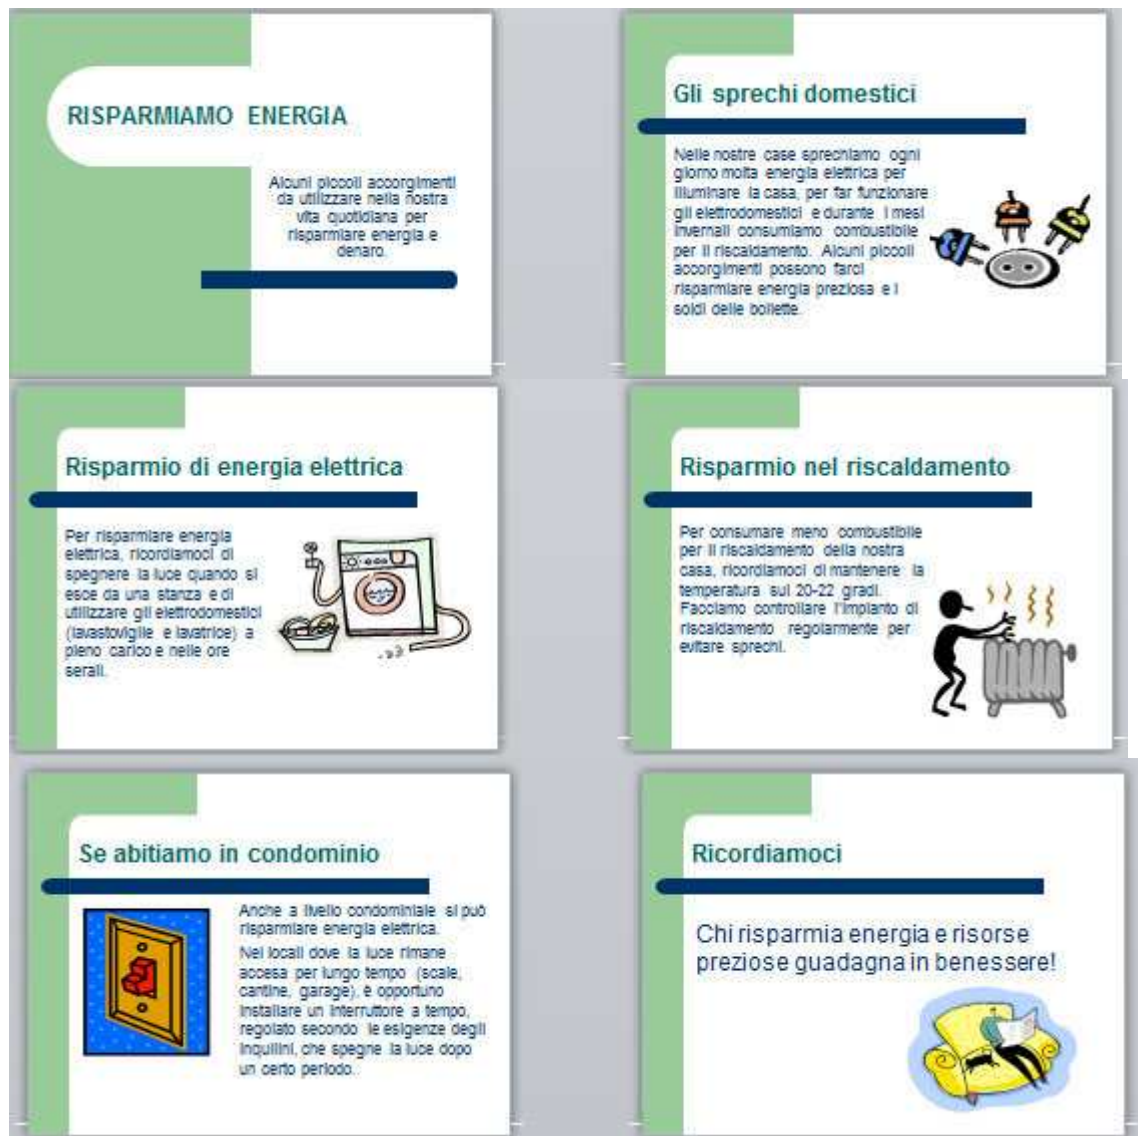 RISPARMIAMO ENERGIA
Alcuni piccoli accorgimenti
da utilizzare nella nostra
vita quotidiana per
risparmiare energia e
denaro.
Gli sprechi domestici
Nelle nostre case sprechiamo ogni
giorno molta energia elettrica per
illuminare la casa, per far funzionare
gli elettrodomestici e durante i mesi
invernali consumiamo combustibile
per il riscaldamento. Alcuni piccoli
accorgimenti possono farci
risparmiare energia preziosa e i
soldi delle bollette.
Risparmio di energia elettrica
Per risparmiare energia
elettrica, ricordiamoci di
spegnere la luce quando si
esce da una stanza e di
utilizzare gli elettrodomestici
(lavastoviglie e lavatrice) a
pieno carico e nelle ore
serali.
Risparmio nel riscaldamento
Per consumare meno combustibile
per il riscaldamento della nostra
casa, ricordiamoci di mantenere la
temperatura sui 20-22 gradi.
Facciamo controllare l'impianto di
riscaldamento regolarmente per
evitare sprechi.
Se abitiamo in condominio
Anche a livello condominiale si può
risparmiare energia elettrica.
Nei locali dove la luce rimane
accesa per lungo tempo (scale,
cantine, garage), è opportuno
installare un interruttore a tempo,
regolato secondo le esigenze degli
inquilini, che spegne la luce dopo
un certo periodo.
Ricordiamoci
Chi risparmia energia e risorse
preziose guadagna in benessere!